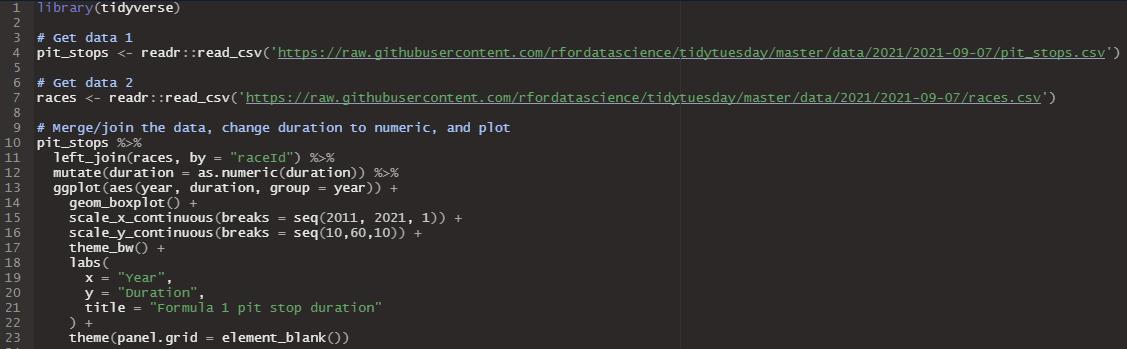 1 library(tidyverse)
2
3 # Get data 1
4 pit_stops <- readr::read_csv('https://raw.githubusercontent.com/rfordatascience/tidytuesday/master/data/2021/2021-09-07/pit_stops.csv')
5
6 # Get data 2
7 races <- readr::read_csv('https://raw.githubusercontent.com/rfordatascience/tidytuesday/master/data/2021/2021-09-07/races.csv')
8
9 # Merge/join the data, change duration to numeric, and plot
10 pit_stops %>%
11   left_join(races, by = "raceId") %>%
12   mutate(duration = as.numeric(duration)) %>%
13   ggplot(aes(year, duration, group = year)) +
14     geom_boxplot() +
15     scale_x_continuous(breaks = seq(2011, 2021, 1)) +
16     scale_y_continuous(breaks = seq(10,60,10)) +
17     theme_bw() +
18     labs(
19       x = "Year",
20       y = "Duration",
21       title = "Formula 1 pit stop duration"
22     ) +
23     theme(panel.grid = element_blank())